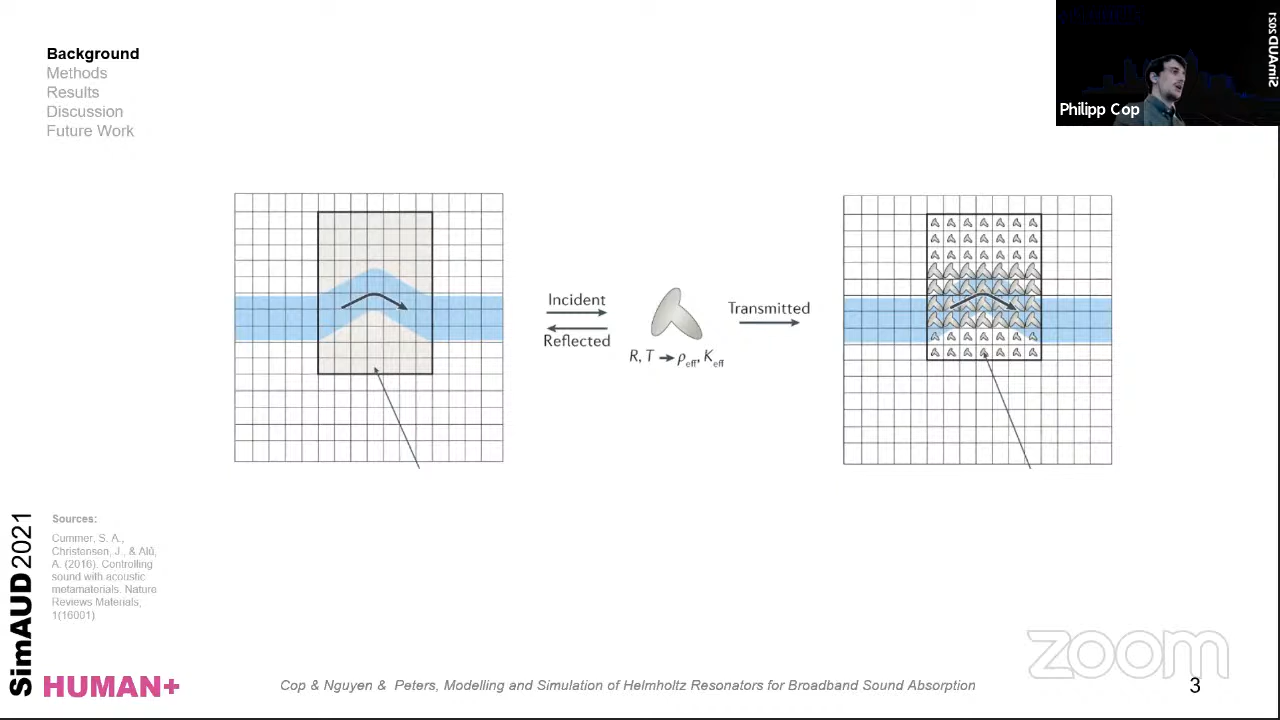 Background
Methods
Results
Discussion
Future Work
Philipp Cop
SimAUD 2021
Incident
Reflected
Transmitted
R, T → ρeff, Keff
Sources:
Cummer, S. A.,
Christensen, J., & Alù,
A. (2016). Controlling
sound with acoustic
metamaterials. Nature
Reviews Materials,
1(16001)
SimAUD2021
HUMAN+
Cop & Nguyen & Peters, Modelling and Simulation of Helmholtz Resonators for Broadband Sound Absorption
zoom
3